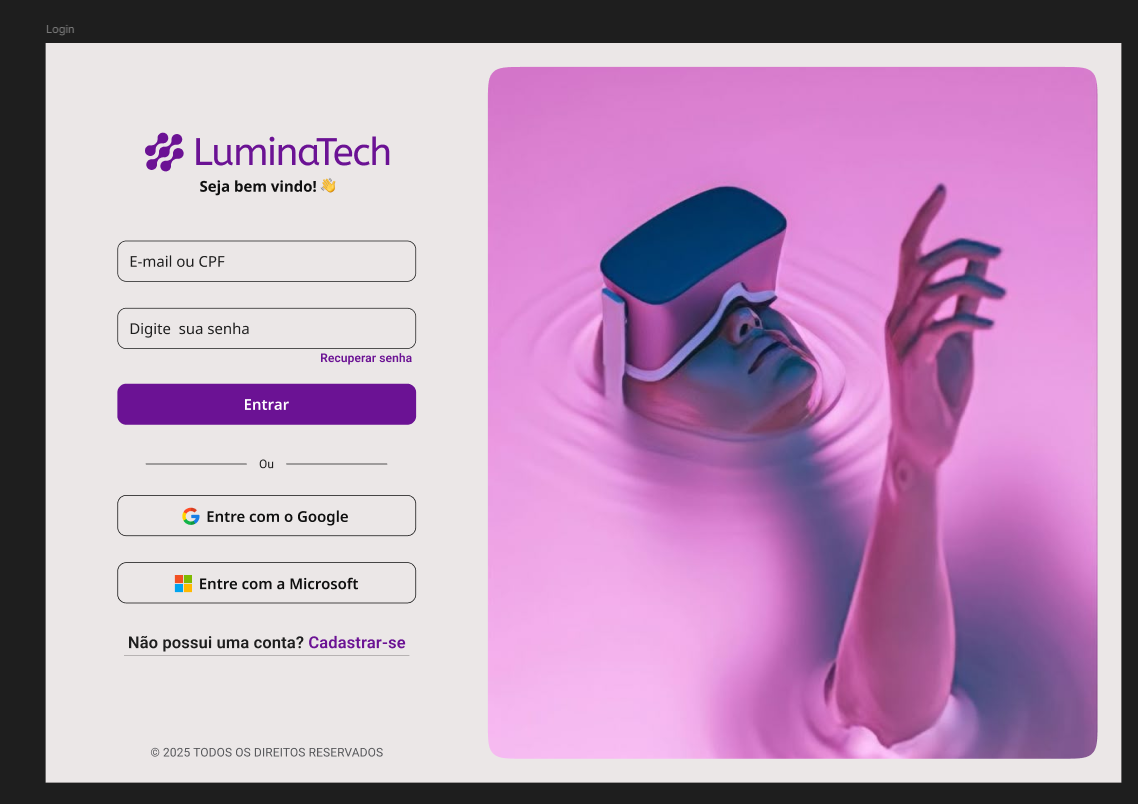 Login
LuminaTech
Seja bem vindo! 👋
E-mail ou CPF
Digite  sua senha
Recuperar senha
Entrar
Ou
Entre com o Google
Entre com a Microsoft
Não possui uma conta? Cadastrar-se
© 2025 TODOS OS DIREITOS RESERVADOS